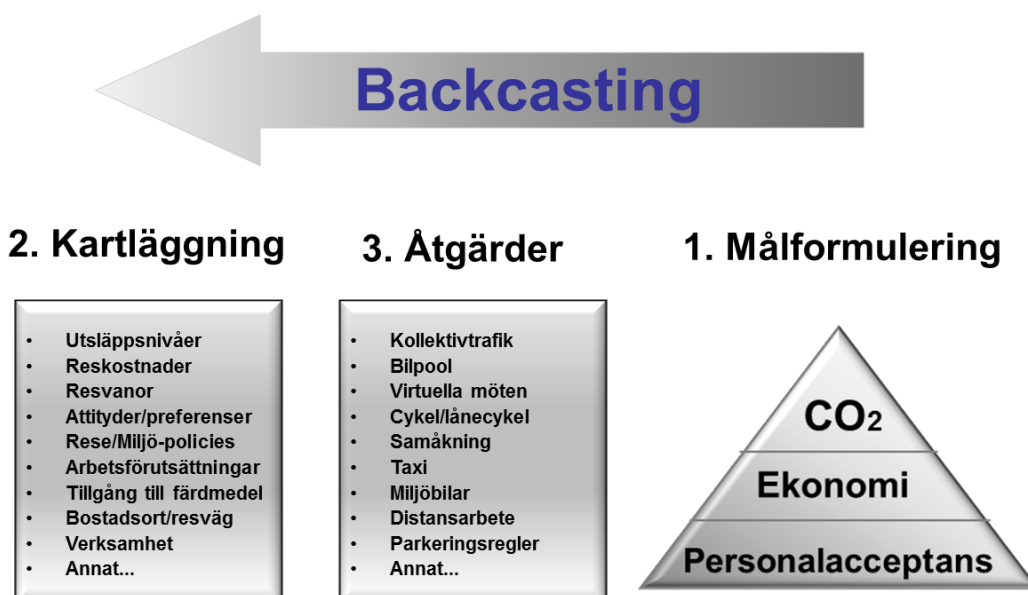 Backcasting
2. Kartläggning
• Utsläppsnivåer
• Reskostnader
• Resvanor
• Attityder/preferenser
• Rese/Miljö-policies
• Arbetsförutsättningar
• Tillgång till färdmedel
• Bostadsort/resväg
• Verksamhet
• Annat...
3. Åtgärder
• Kollektivtrafik
• Bilpool
• Virtuella möten
• Cykel/lånecykel
• Samåkning
• Taxi
• Miljöbilar
• Distansarbete
• Parkeringsregler
• Annat...
1. Målformulering
CO₂
Ekonomi
Personalacceptans